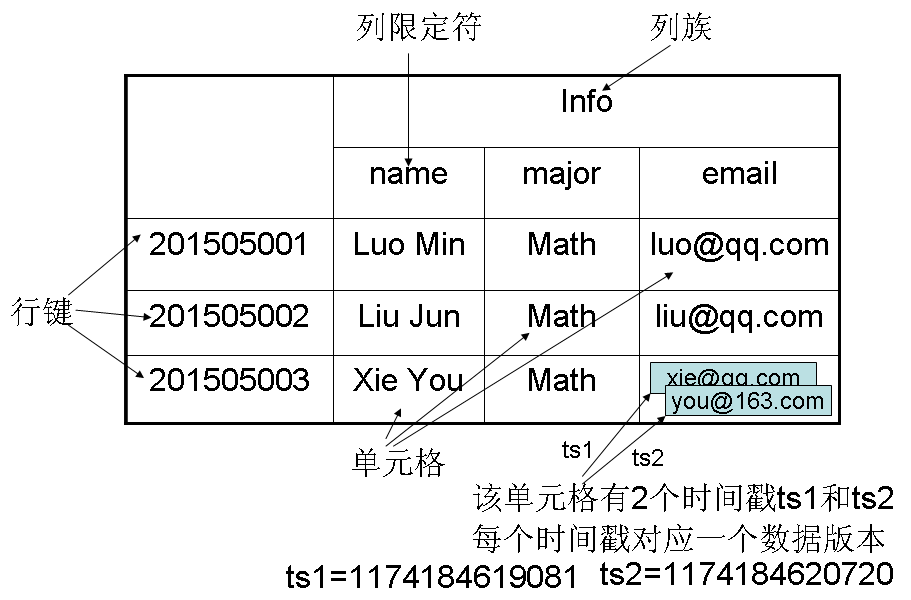 列限定符 列族
Info
name major email
201505001 Luo Min Math luo@qq.com
行键
201505002 Liu Jun Math liu@qq.com
201505003 Xie You Math xie@qq.com
you@163.com
单元格 ts1 ts2
该单元格有2个时间戳ts1和ts2
每个时间戳对应一个数据版本
ts1=1174184619081 ts2=1174184620720